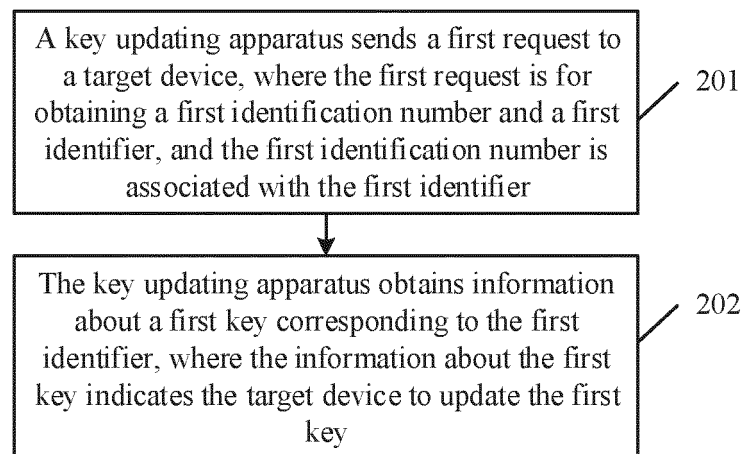 A key updating apparatus sends a first request to
a target device, where the first request is for
obtaining a first identification number and a first
identifier, and the first identification number is
associated with the first identifier
201
The key updating apparatus obtains information
about a first key corresponding to the first
identifier, where the information about the first
key indicates the target device to update the first
key
202